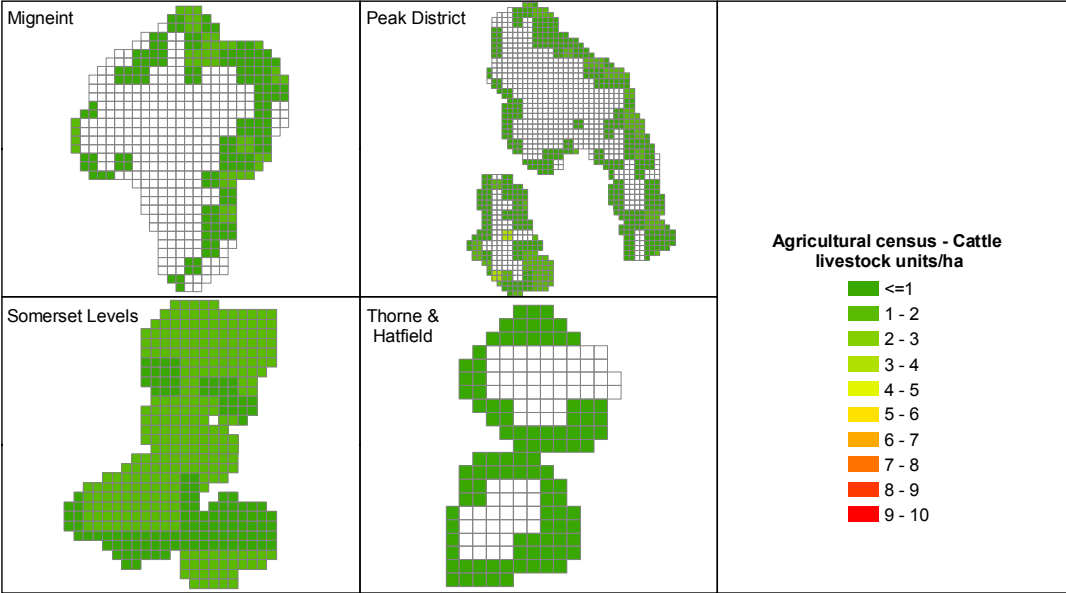 Migneint
Peak District
Somerset Levels
Thorne &
Hatfield
Agricultural census - Cattle
livestock units/ha
<=1
1 - 2
2 - 3
3 - 4
4 - 5
5 - 6
6 - 7
7 - 8
8 - 9
9 - 10